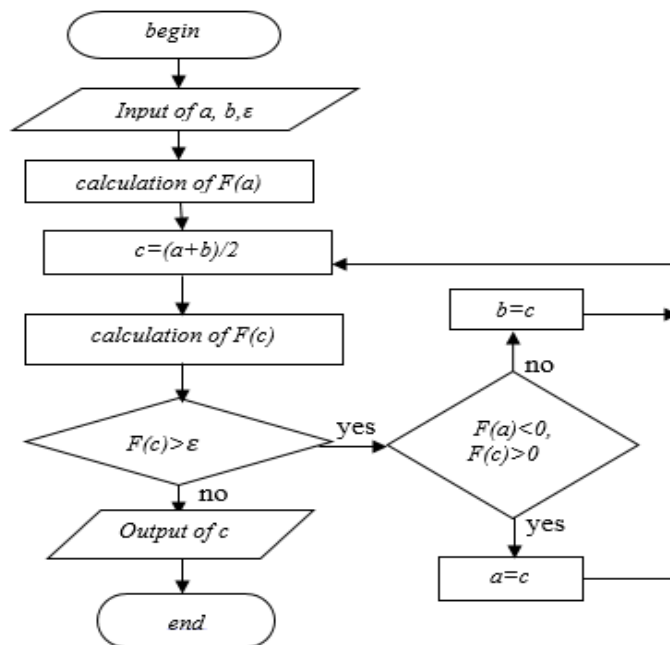 begin
Input of a, b,ε
calculation of F(a)
c=(a+b)/2
calculation of F(c)
F(c)>ε
yes
no
Output of c
end
b=c
no
F(a)<0,
F(c)>0
yes
a=c